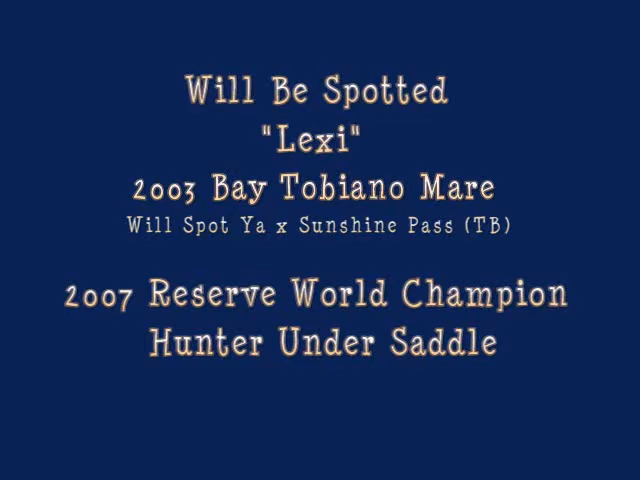 Will Be Spotted
"Lexi"
2003 Bay Tobiano Mare
Will Spot Ya x Sunshine Pass (TB)
2007 Reserve World Champion
Hunter Under Saddle